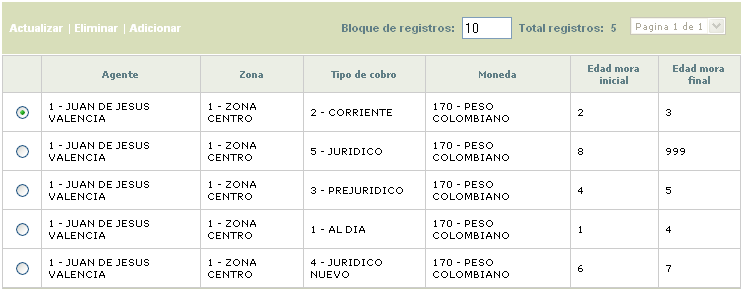 Actualizar | Eliminar | Adicionar Bloque de registros: 10 Total registros: 5 Pagina 1 de 1
Agente Zona Tipo de cobro Moneda Edad mora inicial Edad mora final
1 - JUAN DE JESUS VALENCIA 1 - ZONA CENTRO 2 - CORRIENTE 170 - PESO COLOMBIANO 2 3
1 - JUAN DE JESUS VALENCIA 1 - ZONA CENTRO 5 - JURIDICO 170 - PESO COLOMBIANO 8 999
1 - JUAN DE JESUS VALENCIA 1 - ZONA CENTRO 3 - PREJURIDICO 170 - PESO COLOMBIANO 4 5
1 - JUAN DE JESUS VALENCIA 1 - ZONA CENTRO 1 - AL DIA 170 - PESO COLOMBIANO 1 4
1 - JUAN DE JESUS VALENCIA 1 - ZONA CENTRO 4 - JURIDICO NUEVO 170 - PESO COLOMBIANO 6 7